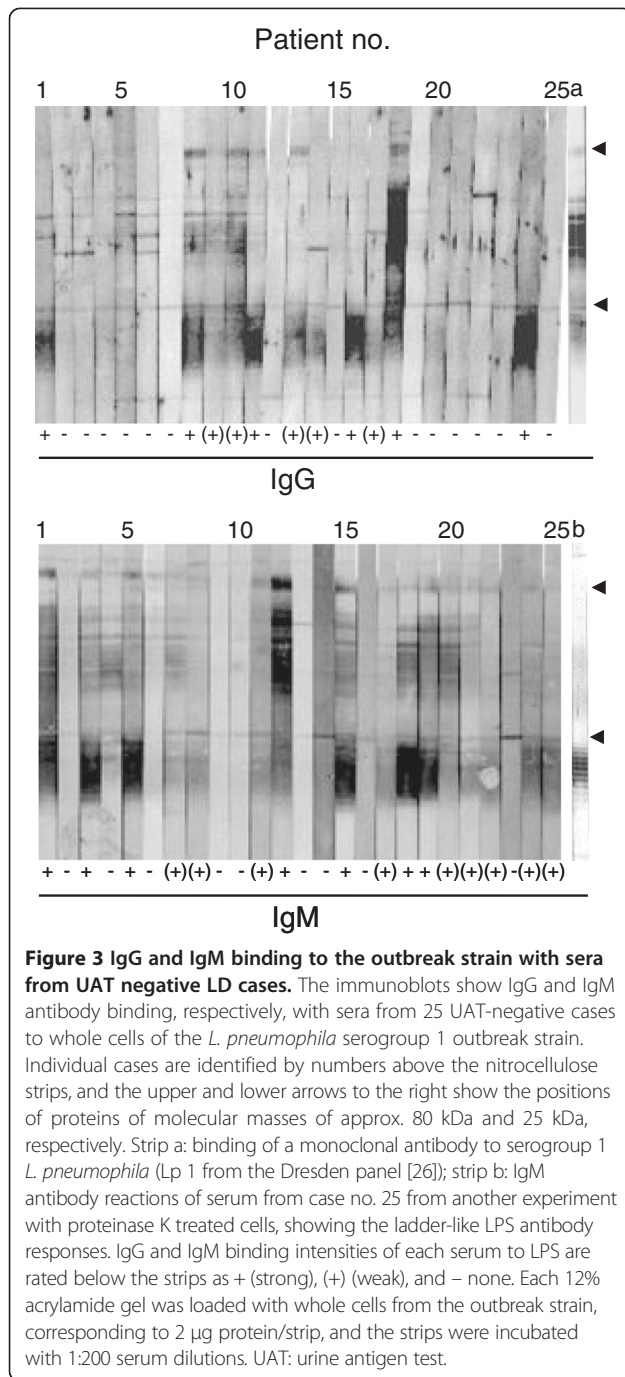 Patient no.
1 5 10 15 20 25 a
+ - - - - - - + (+) (+) + - (+) (+) - + (+) + - - - - - + -
IgG
1 5 10 15 20 25 b
+ - + - + - (+) (+) - - (+) + - - + - (+) + + (+) (+) (+) - (+) (+)
IgM
Figure 3 IgG and IgM binding to the outbreak strain with sera
from UAT negative LD cases. The immunoblots show IgG and IgM
antibody binding, respectively, with sera from 25 UAT-negative cases
to whole cells of the L. pneumophila serogroup 1 outbreak strain.
Individual cases are identified by numbers above the nitrocellulose
strips, and the upper and lower arrows to the right show the positions
of proteins of molecular masses of approx. 80 kDa and 25 kDa,
respectively. Strip a: binding of a monoclonal antibody to serogroup 1
L. pneumophila (Lp 1 from the Dresden panel [26]); strip b: IgM
antibody reactions of serum from case no. 25 from another experiment
with proteinase K treated cells, showing the ladder-like LPS antibody
responses. IgG and IgM binding intensities of each serum to LPS are
rated below the strips as + (strong), (+) (weak), and – none. Each 12%
acrylamide gel was loaded with whole cells from the outbreak strain,
corresponding to 2 μg protein/strip, and the strips were incubated
with 1:200 serum dilutions. UAT: urine antigen test.